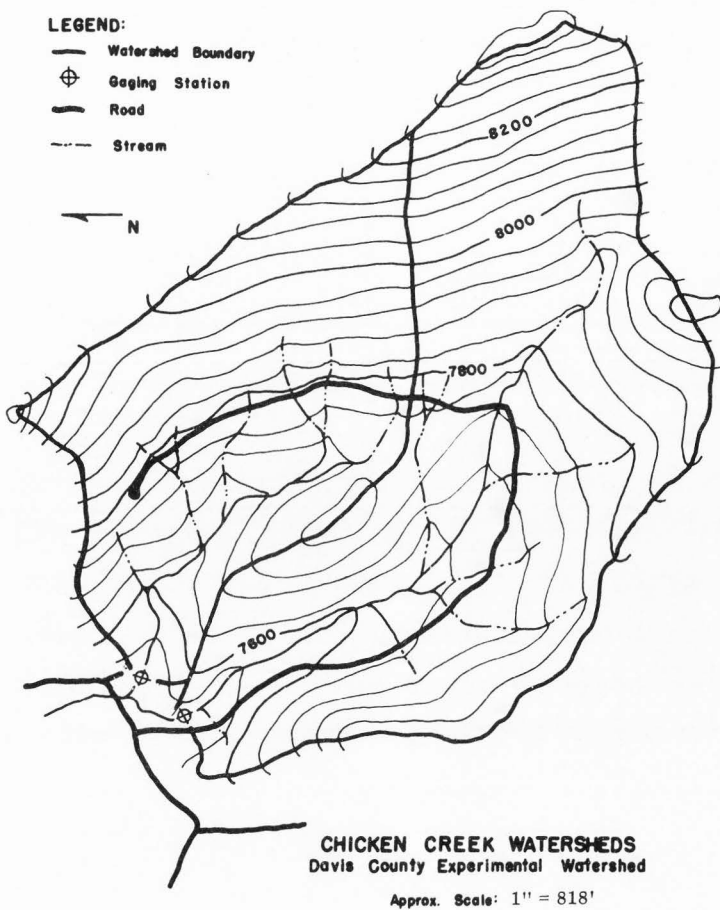 LEGEND:
Watershed Boundary
Gaging Station
Road
Stream
N
8200
8000
7800
7600
CHICKEN CREEK WATERSHEDS
Davis County Experimental Watershed
Approx. Scale: 1" = 818'